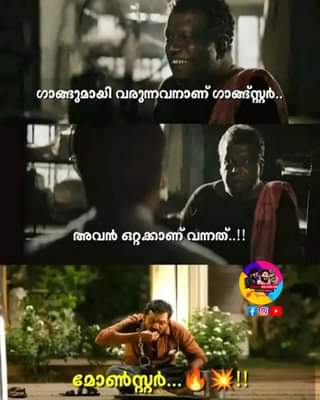 ഗാങ്ങുമായി വരുന്നവനാണ് ഗാങ്ങ്സ്റ്റർ..
അവൻ ഒറ്റക്കാണ് വന്നത്..!!
മോൺസ്റ്റർ...🔥💥!!